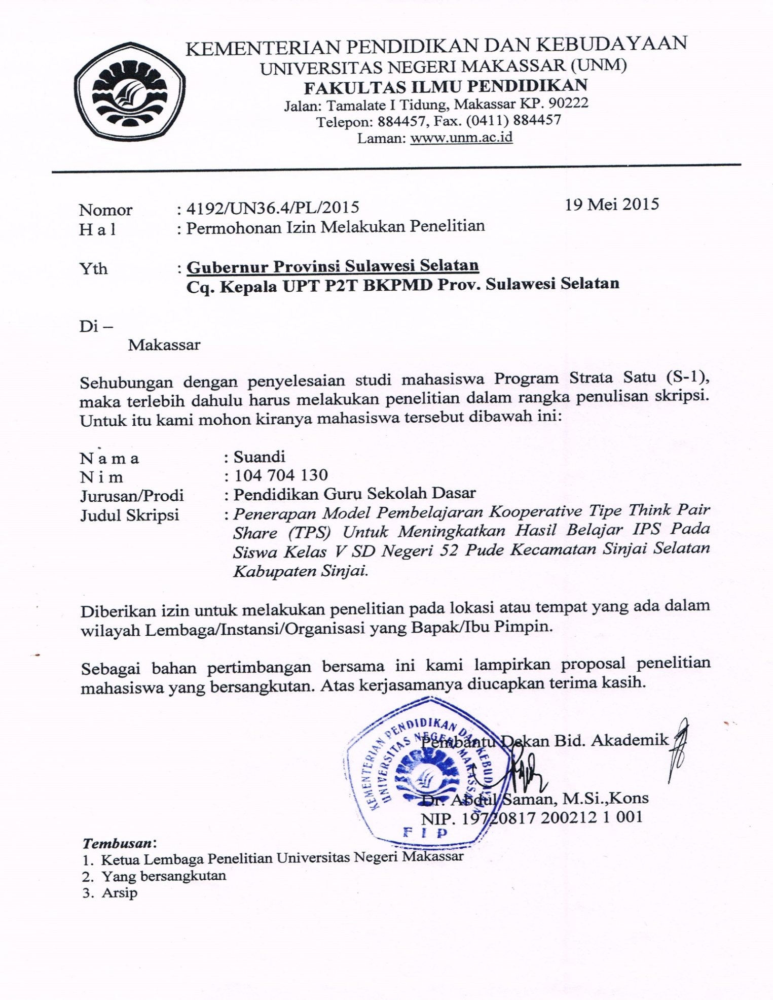 KEMENTERIAN PENDIDIKAN DAN KEBUDAYAAN
UNIVERSITAS NEGERI MAKASSAR (UNM)
FAKULTAS ILMU PENDIDIKAN
Jalan: Tamalate I Tidung, Makassar KP. 90222
Telepon: 884457, Fax. (0411) 884457
Laman: www.unm.ac.id
Nomor : 4192/UN36.4/PL/2015 19 Mei 2015
H a l : Permohonan Izin Melakukan Penelitian
Yth : Gubernur Provinsi Sulawesi Selatan
Cq. Kepala UPT P2T BKPMD Prov. Sulawesi Selatan
Di –
Makassar
Sehubungan dengan penyelesaian studi mahasiswa Program Strata Satu (S-1),
maka terlebih dahulu harus melakukan penelitian dalam rangka penulisan skripsi.
Untuk itu kami mohon kiranya mahasiswa tersebut dibawah ini:
N a m a : Suandi
N i m : 104 704 130
Jurusan/Prodi : Pendidikan Guru Sekolah Dasar
Judul Skripsi : Penerapan Model Pembelajaran Kooperative Tipe Think Pair
Share (TPS) Untuk Meningkatkan Hasil Belajar IPS Pada
Siswa Kelas V SD Negeri 52 Pude Kecamatan Sinjai Selatan
Kabupaten Sinjai.
Diberikan izin untuk melakukan penelitian pada lokasi atau tempat yang ada dalam
wilayah Lembaga/Instansi/Organisasi yang Bapak/Ibu Pimpin.
Sebagai bahan pertimbangan bersama ini kami lampirkan proposal penelitian
mahasiswa yang bersangkutan. Atas kerjasamanya diucapkan terima kasih.
Pembantu Dekan Bid. Akademik
KEMENTERIAN PENDIDIKAN DAN KEBUDAYAAN
UNIVERSITAS NEGERI MAKASSAR
F I P
Dr. Abdul Saman, M.Si.,Kons
NIP. 19720817 200212 1 001
Tembusan:
1. Ketua Lembaga Penelitian Universitas Negeri Makassar
2. Yang bersangkutan
3. Arsip